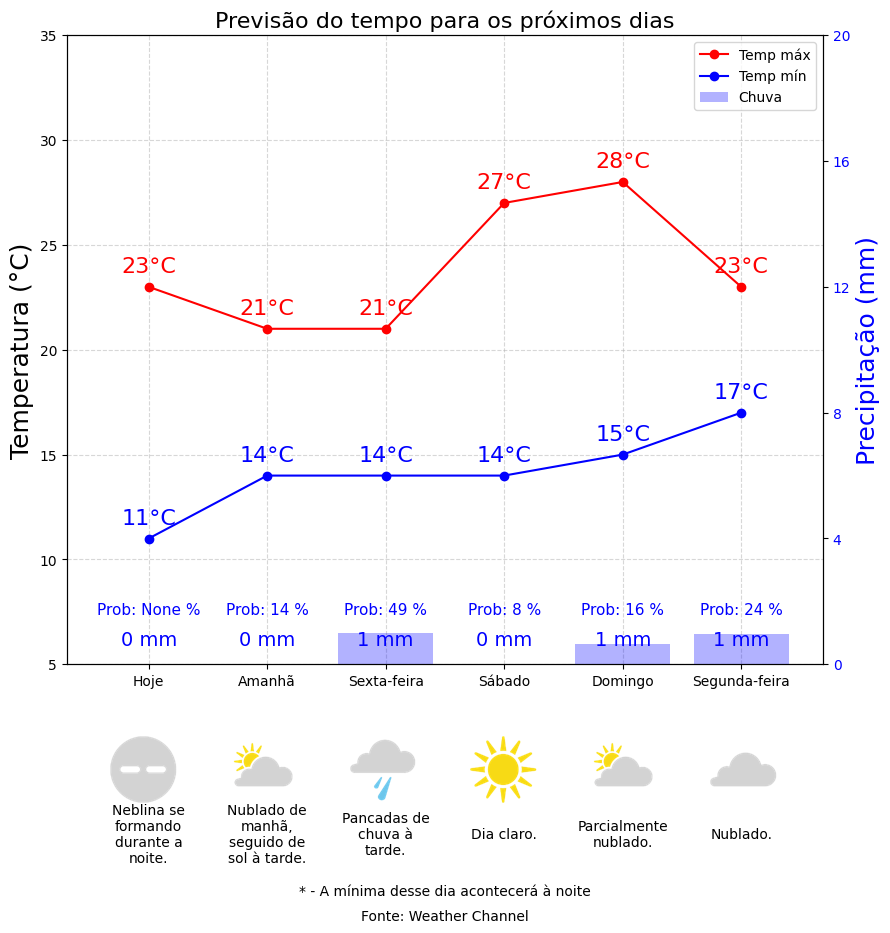 Previsão do tempo para os próximos dias
35
30
25
20
15
10
5
Temperatura (°C)
20
16
12
8
4
0
Precipitação (mm)
Temp máx
Temp mín
Chuva
23°C
21°C
21°C
27°C
28°C
23°C
11°C
14°C
14°C
14°C
15°C
17°C
Prob: None %
Prob: 14 %
Prob: 49 %
Prob: 8 %
Prob: 16 %
Prob: 24 %
0 mm
0 mm
1 mm
0 mm
1 mm
1 mm
Hoje
Amanhã
Sexta-feira
Sábado
Domingo
Segunda-feira
Neblina se
formando
durante a
noite.
Nublado de
manhã,
seguido de
sol à tarde.
Pancadas de
chuva à
tarde.
Dia claro.
Parcialmente
nublado.
Nublado.
* - A mínima desse dia acontecerá à noite
Fonte: Weather Channel